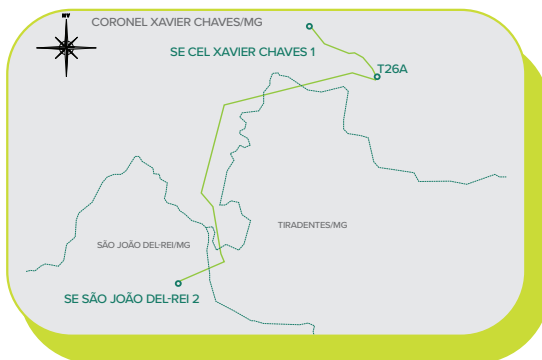 CORONEL XAVIER CHAVES/MG
SE CEL XAVIER CHAVES 1
T26A
TIRADENTES/MG
SÃO JOÃO DEL-REI/MG
SE SÃO JOÃO DEL-REI 2